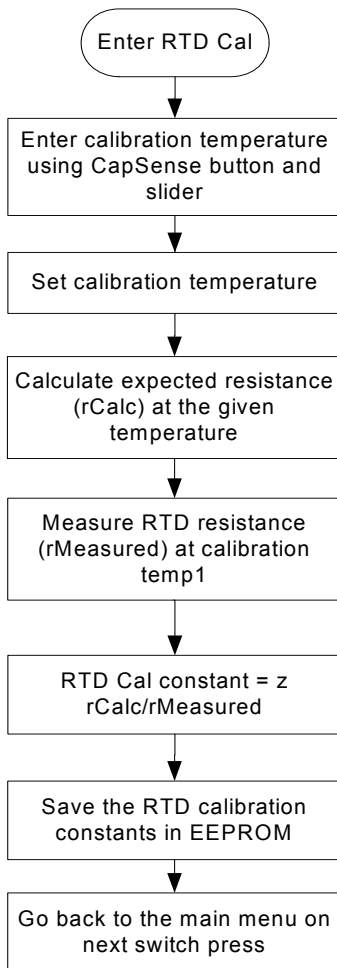 Enter RTD Cal
Enter calibration temperature
using CapSense button and
slider
Set calibration temperature
Calculate expected resistance
(rCalc) at the given
temperature
Measure RTD resistance
(rMeasured) at calibration
temp1
RTD Cal constant = z
rCalc/rMeasured
Save the RTD calibration
constants in EEPROM
Go back to the main menu on
next switch press